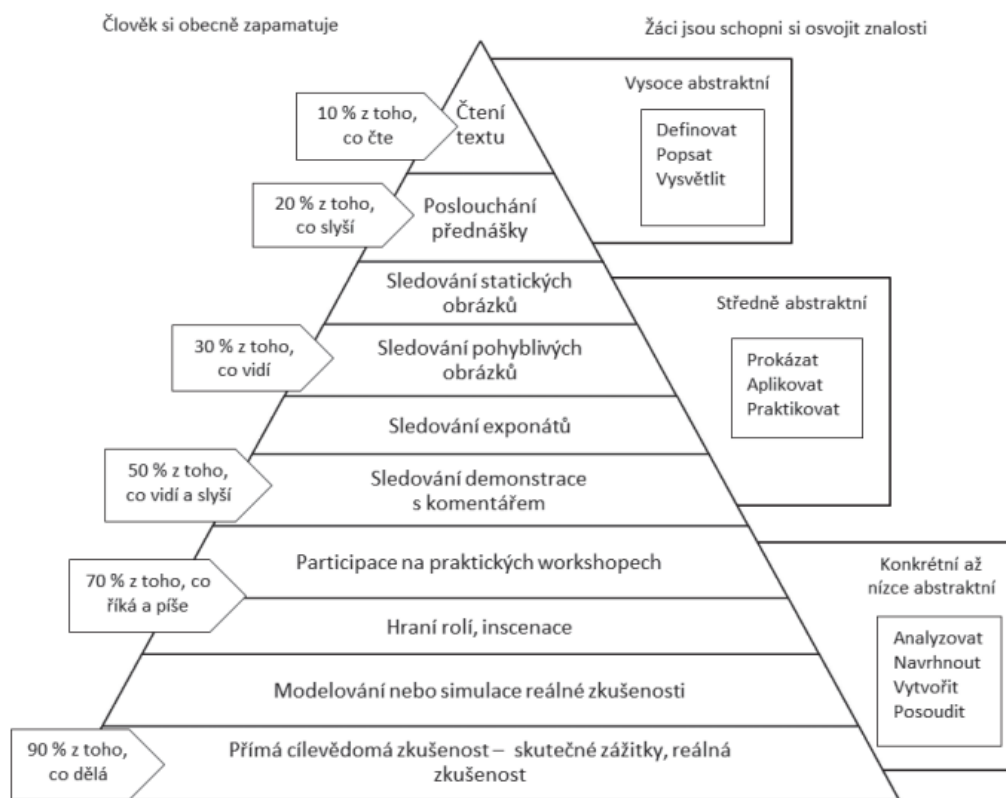 Člověk si obecně zapamatuje
Žáci jsou schopni si osvojit znalosti
10 % z toho,
co čte
Čtení
textu
Vysoce abstraktní
Definovat
Popsat
Vysvětlit
20 % z toho,
co slyší
Poslouchání
přednášky
Sledování statických
obrázků
Středně abstraktní
30 % z toho,
co vidí
Sledování pohyblivých
obrázků
Prokázat
Aplikovat
Praktikovat
Sledování exponátů
50 % z toho,
co vidí a slyší
Sledování demonstrace
s komentářem
Participace na praktických workshopech
Konkrétní až
nízce abstraktní
70 % z toho, co
říká a píše
Hraní rolí, inscenace
Analyzovat
Navrhnout
Vytvořit
Posoudit
Modelování nebo simulace reálné zkušenosti
90 % z toho,
co dělá
Přímá cílevědomá zkušenost – skutečné zážitky, reálná
zkušenost